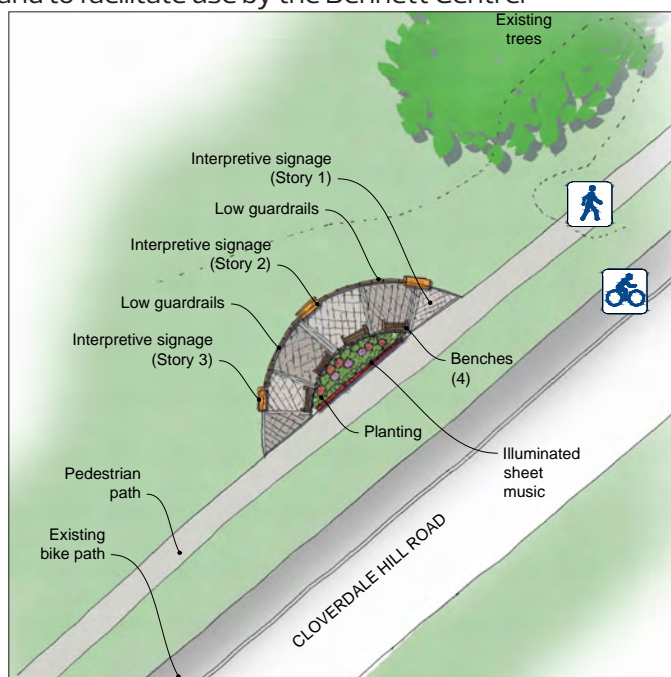 and to facilitate use by the Bennett Centre.
Existing
trees
Interpretive signage
(Story 1)
Low guardrails
Interpretive signage
(Story 2)
Low guardrails
Interpretive signage
(Story 3)
Benches
(4)
Planting
Illuminated
sheet
music
Pedestrian
path
Existing
bike path
CLOVERDALE HILL ROAD